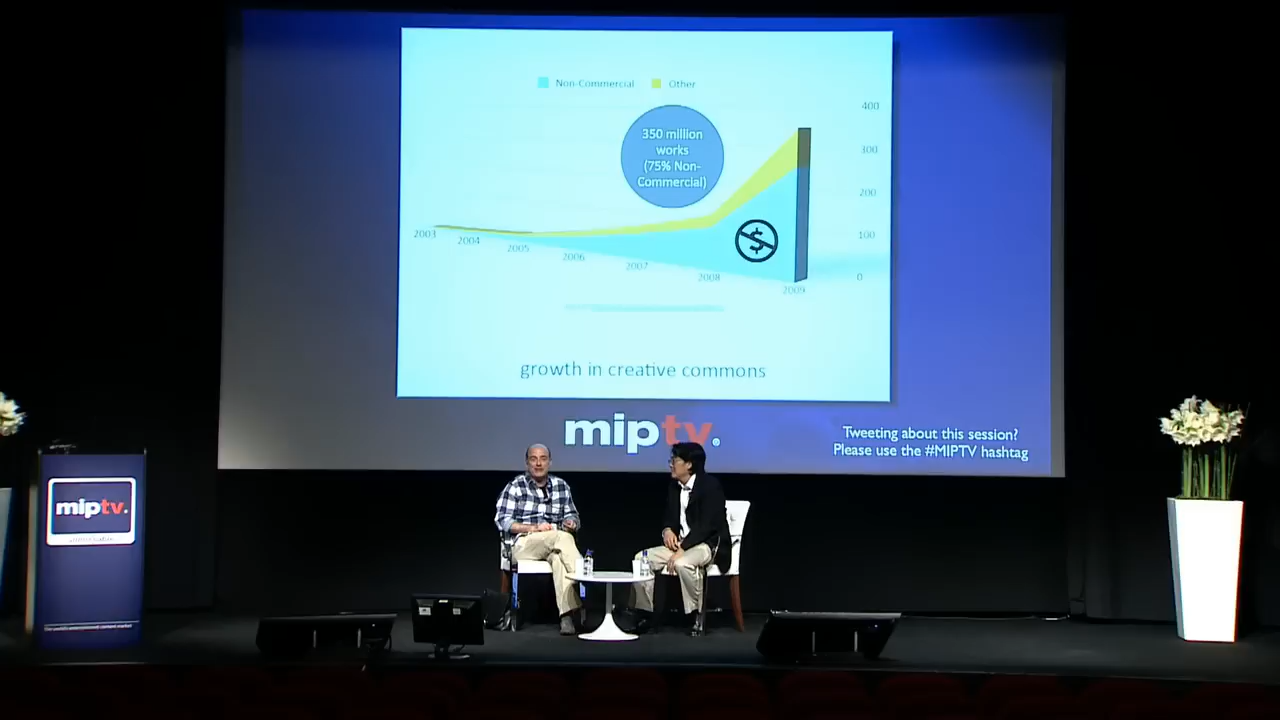 Non-Commercial Other
350 million
works
(75% Non-
Commercial)
400
300
200
100
0
2003
2004
2005
2006
2007
2008
2009
$
growth in creative commons
miptv.
Tweeting about this session?
Please use the #MIPTV hashtag
miptv.